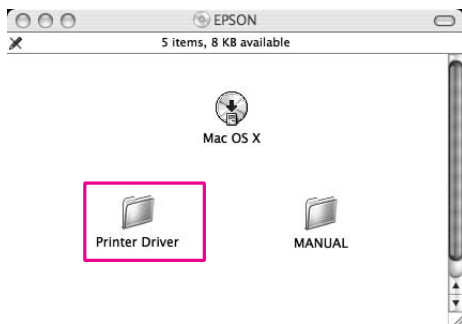 EPSON
5 items, 8 KB available
Mac OS X
Printer Driver
MANUAL